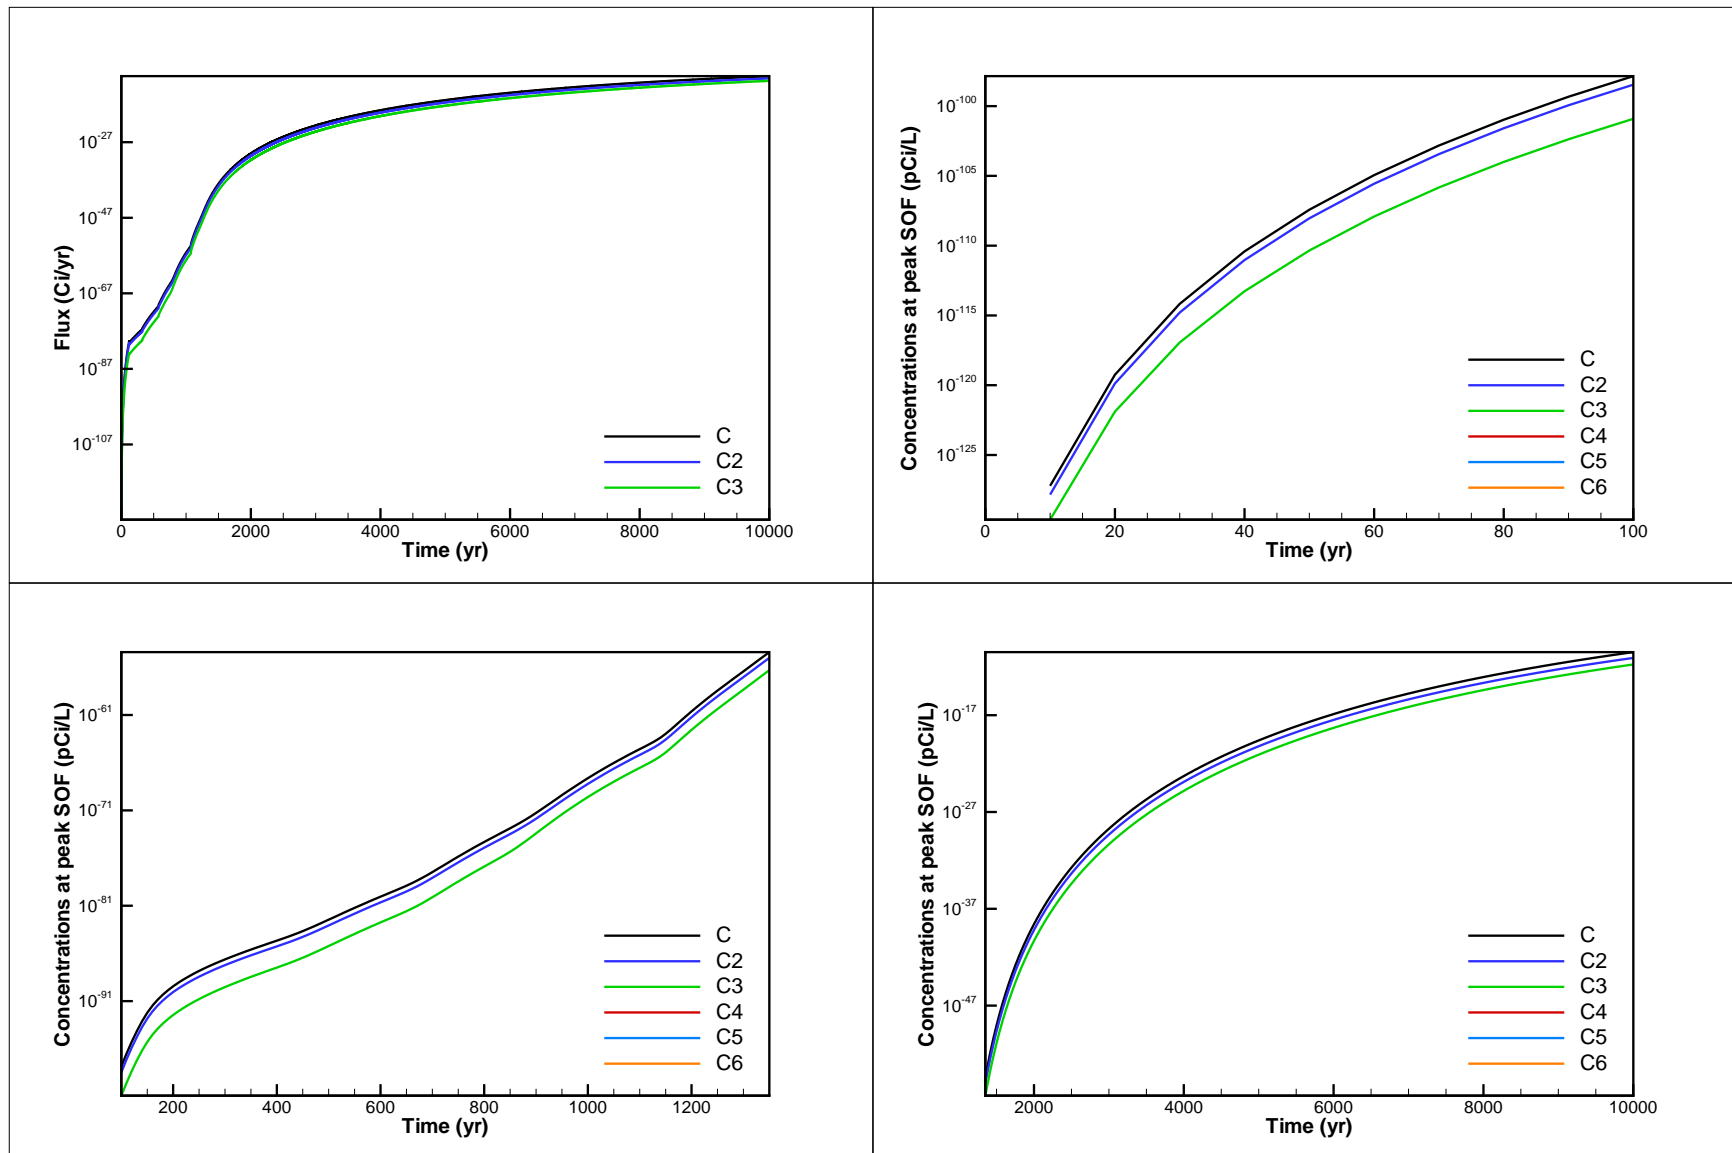 Flux (Ci/yr)
10^-27
10^-47
10^-67
10^-87
10^-107
C
C2
C3
0 2000 4000 6000 8000 10000
Time (yr)
Concentrations at peak SOF (pCi/L)
10^-100
10^-105
10^-110
10^-115
10^-120
10^-125
C
C2
C3
C4
C5
C6
0 20 40 60 80 100
Time (yr)
Concentrations at peak SOF (pCi/L)
10^-61
10^-71
10^-81
10^-91
C
C2
C3
C4
C5
C6
200 400 600 800 1000 1200
Time (yr)
Concentrations at peak SOF (pCi/L)
10^-17
10^-27
10^-37
10^-47
C
C2
C3
C4
C5
C6
2000 4000 6000 8000 10000
Time (yr)